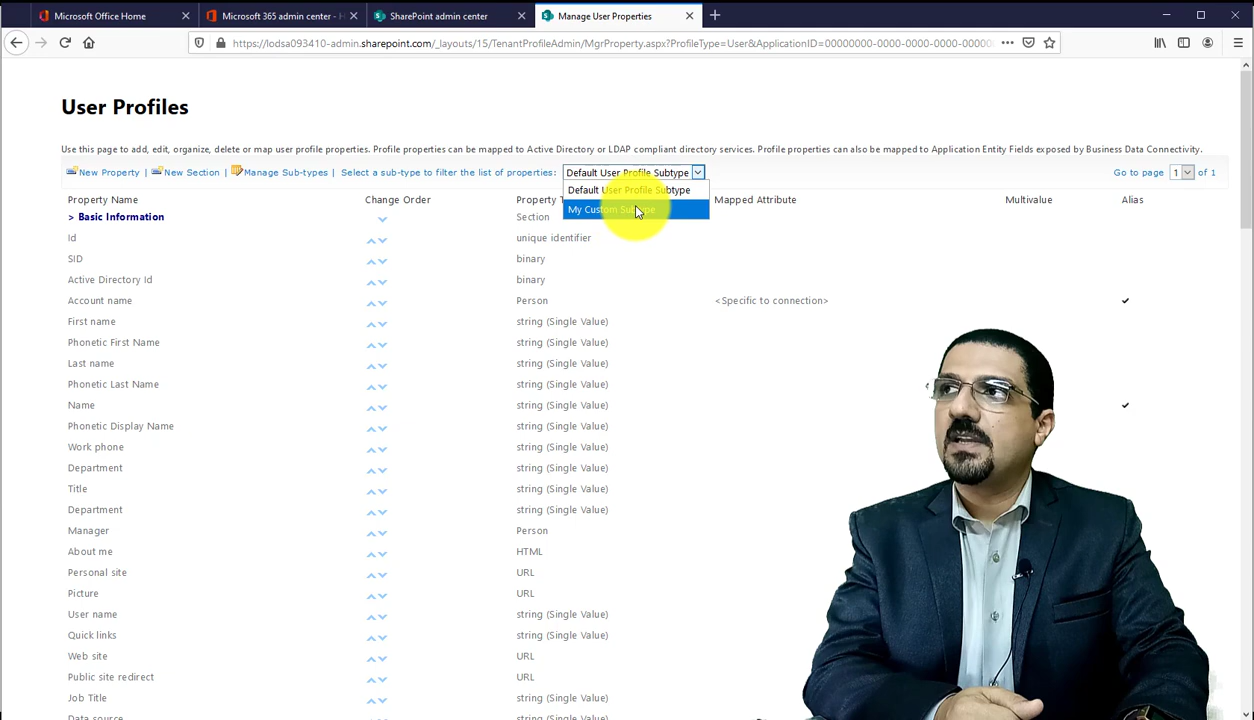 Microsoft Office Home
Microsoft 365 admin center - H
SharePoint admin center
Manage User Properties
https://lodsa093410-admin.sharepoint.com/_layouts/15/TenantProfileAdmin/MgrProperty.aspx?ProfileType=User&ApplicationID=00000000-0000-0000-0000-0000000
User Profiles
Use this page to add, edit, organize, delete or map user profile properties. Profile properties can be mapped to Active Directory or LDAP compliant directory services. Profile properties can also be mapped to Application Entity Fields exposed by Business Data Connectivity.
New Property | New Section | Manage Sub-types | Select a sub-type to filter the list of properties: Default User Profile Subtype Go to page 1 of 1
Default User Profile Subtype
My Custom Subtype
Property Name Change Order Property Mapped Attribute Multivalue Alias
> Basic Information Section
Id unique identifier
SID binary
Active Directory Id binary
Account name Person <Specific to connection>
First name string (Single Value)
Phonetic First Name string (Single Value)
Last name string (Single Value)
Phonetic Last Name string (Single Value)
Name string (Single Value)
Phonetic Display Name string (Single Value)
Work phone string (Single Value)
Department string (Single Value)
Title string (Single Value)
Department string (Single Value)
Manager Person
About me HTML
Personal site URL
Picture URL
User name string (Single Value)
Quick links string (Single Value)
Web site URL
Public site redirect URL
Job Title string (Single Value)
Data source